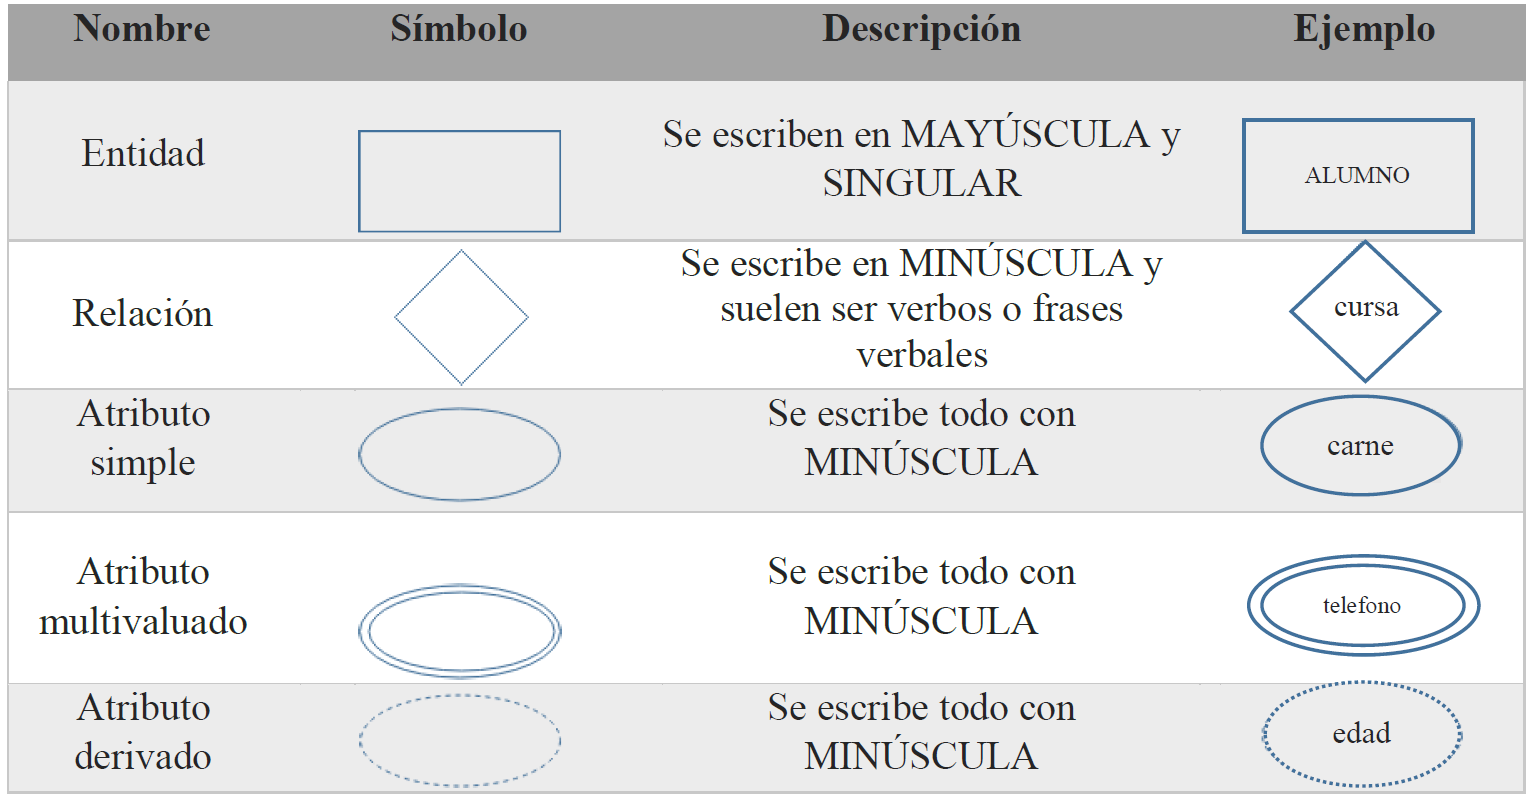 Nombre Símbolo Descripción Ejemplo
Entidad
Se escriben en MAYÚSCULA y
SINGULAR
ALUMNO
Relación
Se escribe en MINÚSCULA y
suelen ser verbos o frases
verbales
cursa
Atributo
simple
Se escribe todo con
MINÚSCULA
carne
Atributo
multivaluado
Se escribe todo con
MINÚSCULA
telefono
Atributo
derivado
Se escribe todo con
MINÚSCULA
edad